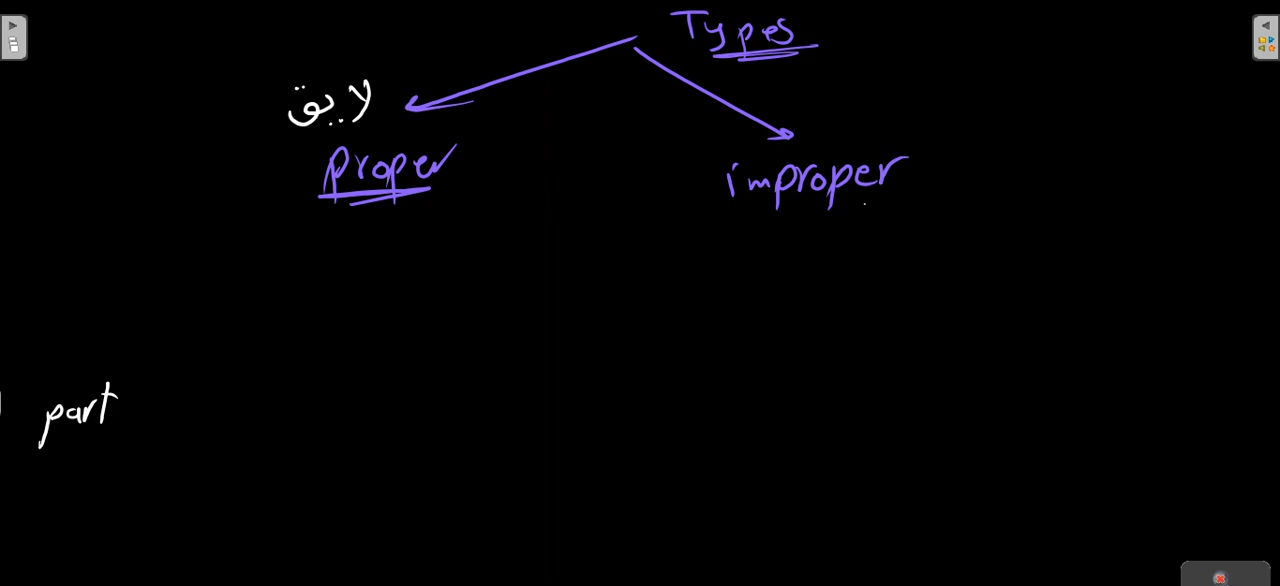 Types
لايق
proper
improper
part